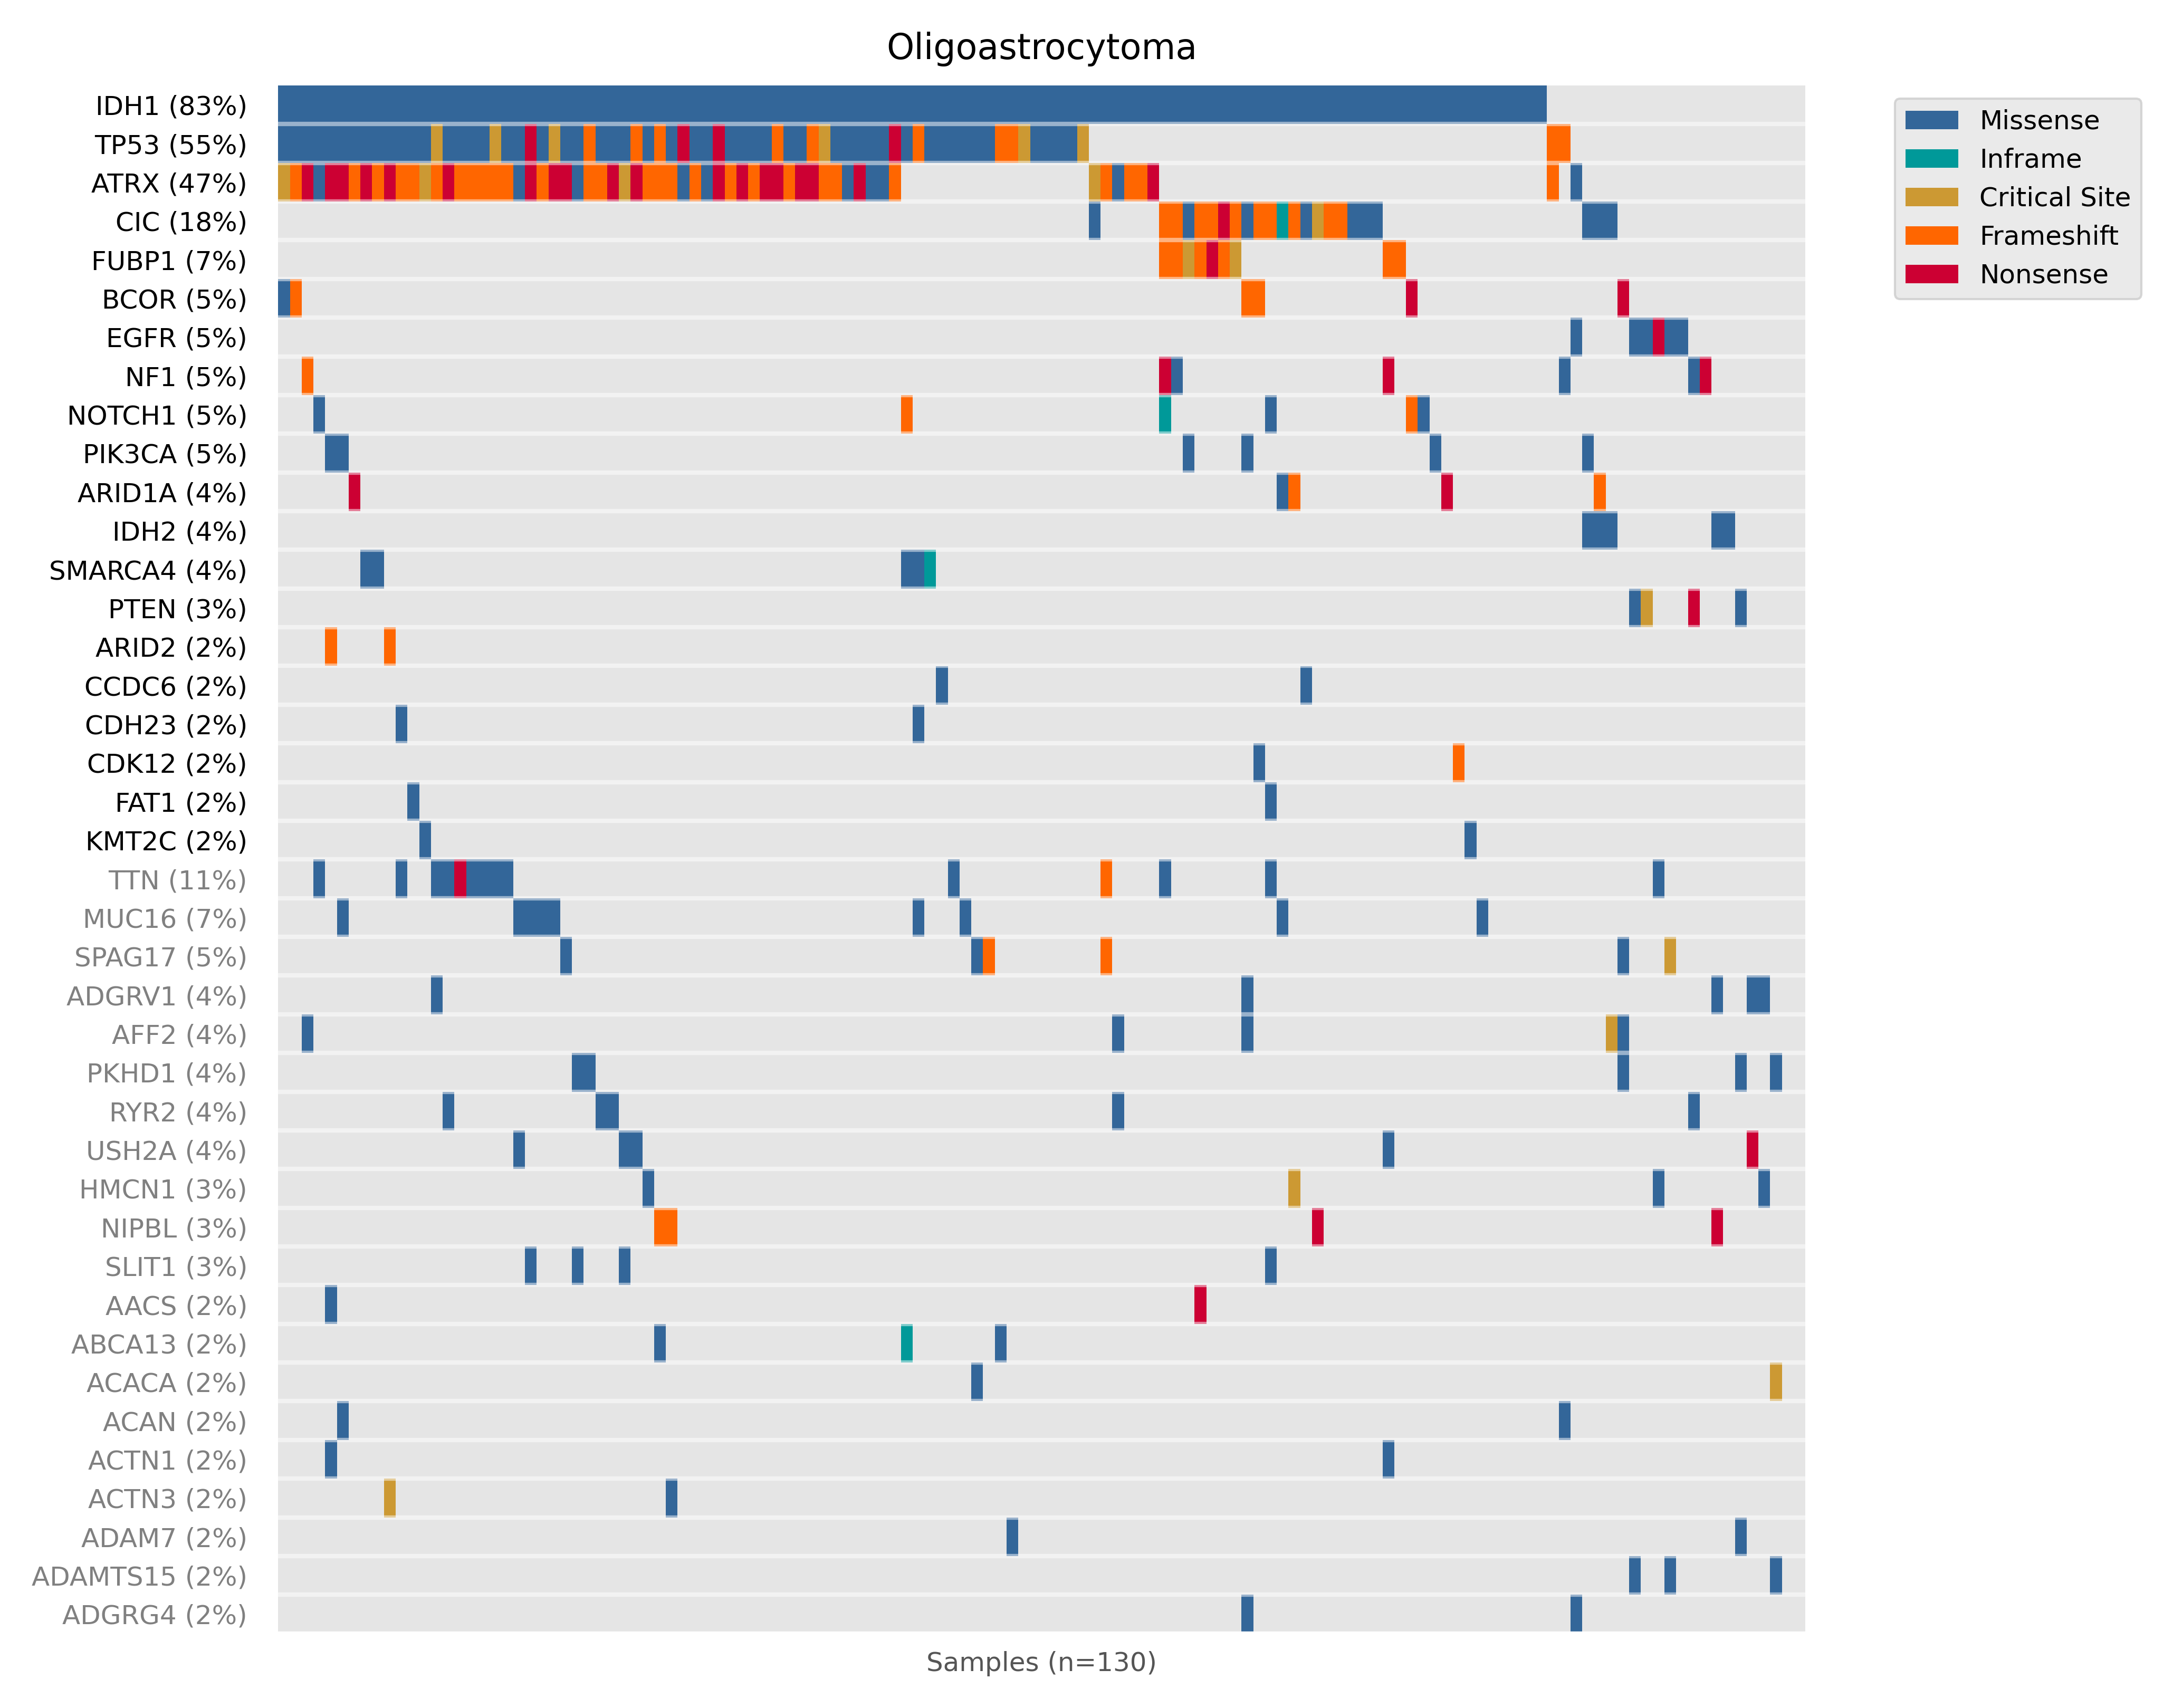 Oligoastrocytoma
IDH1 (83%)
TP53 (55%)
ATRX (47%)
CIC (18%)
FUBP1 (7%)
BCOR (5%)
EGFR (5%)
NF1 (5%)
NOTCH1 (5%)
PIK3CA (5%)
ARID1A (4%)
IDH2 (4%)
SMARCA4 (4%)
PTEN (3%)
ARID2 (2%)
CCDC6 (2%)
CDH23 (2%)
CDK12 (2%)
FAT1 (2%)
KMT2C (2%)
TTN (11%)
MUC16 (7%)
SPAG17 (5%)
ADGRV1 (4%)
AFF2 (4%)
PKHD1 (4%)
RYR2 (4%)
USH2A (4%)
HMCN1 (3%)
NIPBL (3%)
SLIT1 (3%)
AACS (2%)
ABCA13 (2%)
ACACA (2%)
ACAN (2%)
ACTN1 (2%)
ACTN3 (2%)
ADAM7 (2%)
ADAMTS15 (2%)
ADGRG4 (2%)
Samples (n=130)
Missense
Inframe
Critical Site
Frameshift
Nonsense